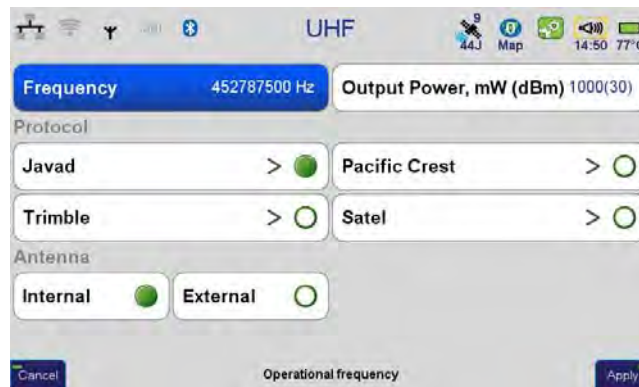 UHF
9
44J
Map
14:50 77°
Frequency 452787500 Hz
Output Power, mW (dBm) 1000(30)
Protocol
Javad >
Pacific Crest >
Trimble >
Satel >
Antenna
Internal
External
Cancel
Operational frequency
Apply